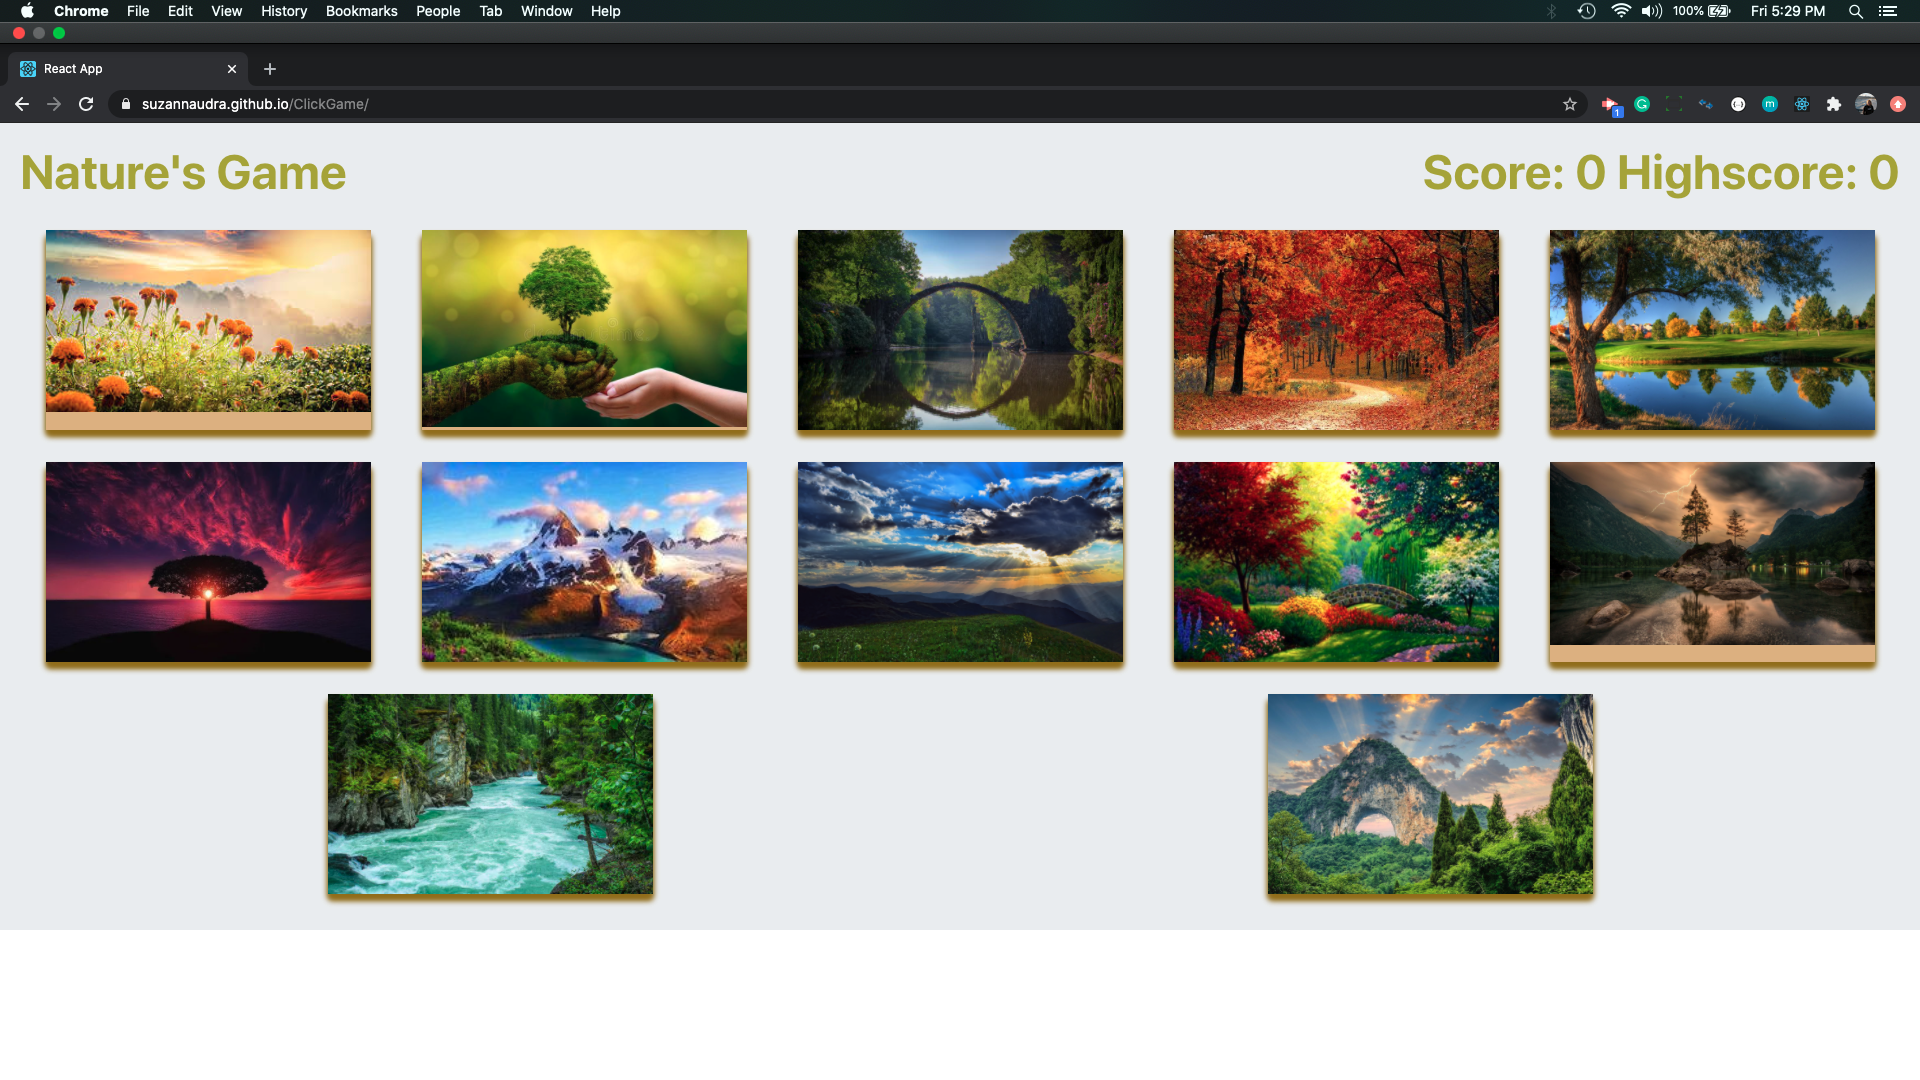 Chrome File Edit View History Bookmarks People Tab Window Help 100% Fri 5:29 PM
React App
suzannaudra.github.io/ClickGame/ 1 m
Nature's Game Score: 0 Highscore: 0